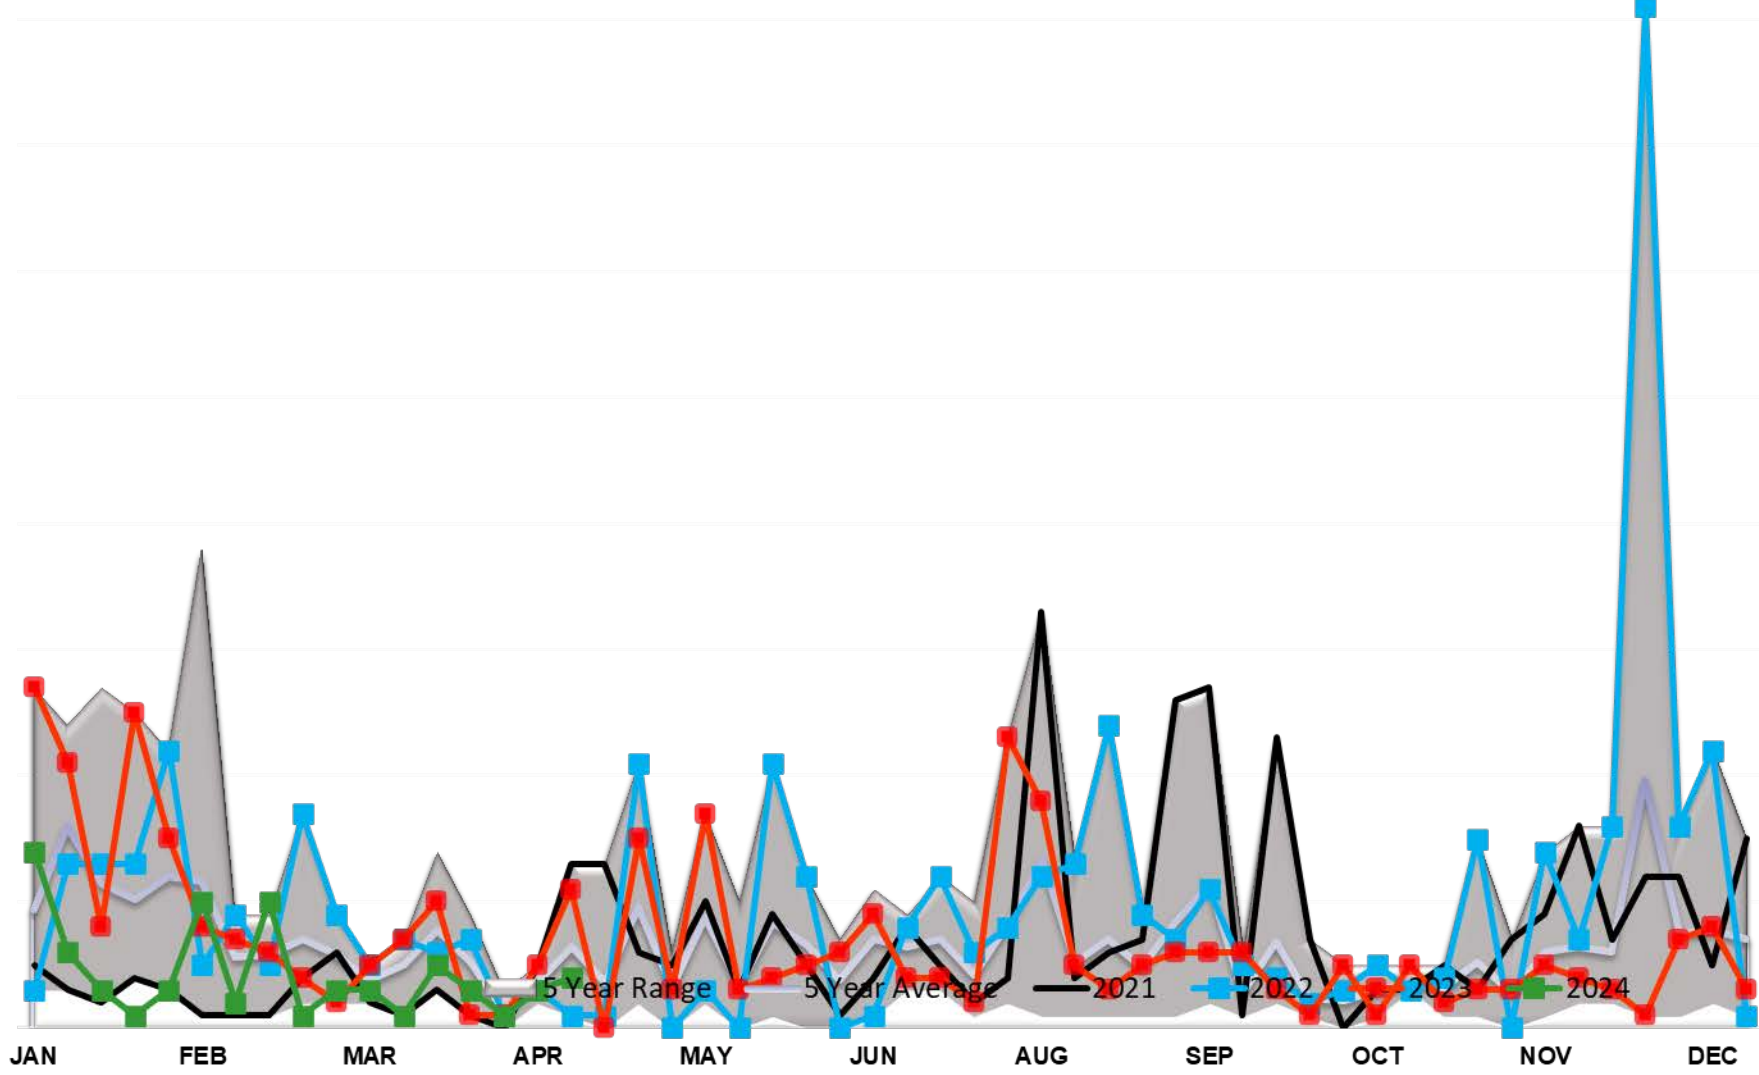 5 Year Range 5 Year Average 2021 2022 2023 2024
JAN FEB MAR APR MAY JUN AUG SEP OCT NOV DEC